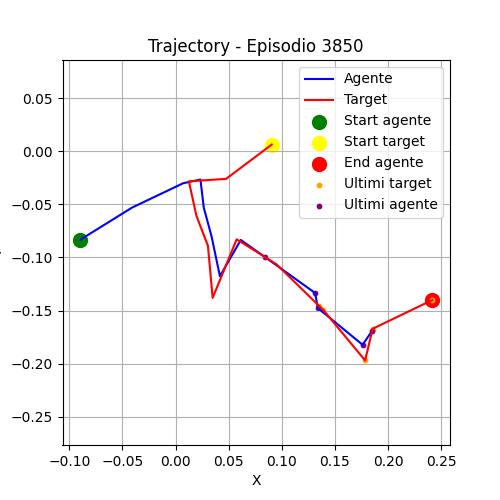 Trajectory - Episodio 3850
Agente
Target
Start agente
Start target
End agente
Ultimi target
Ultimi agente
0.05
0.00
−0.05
−0.10
−0.15
−0.20
−0.25
−0.10 −0.05 0.00 0.05 0.10 0.15 0.20 0.25
X